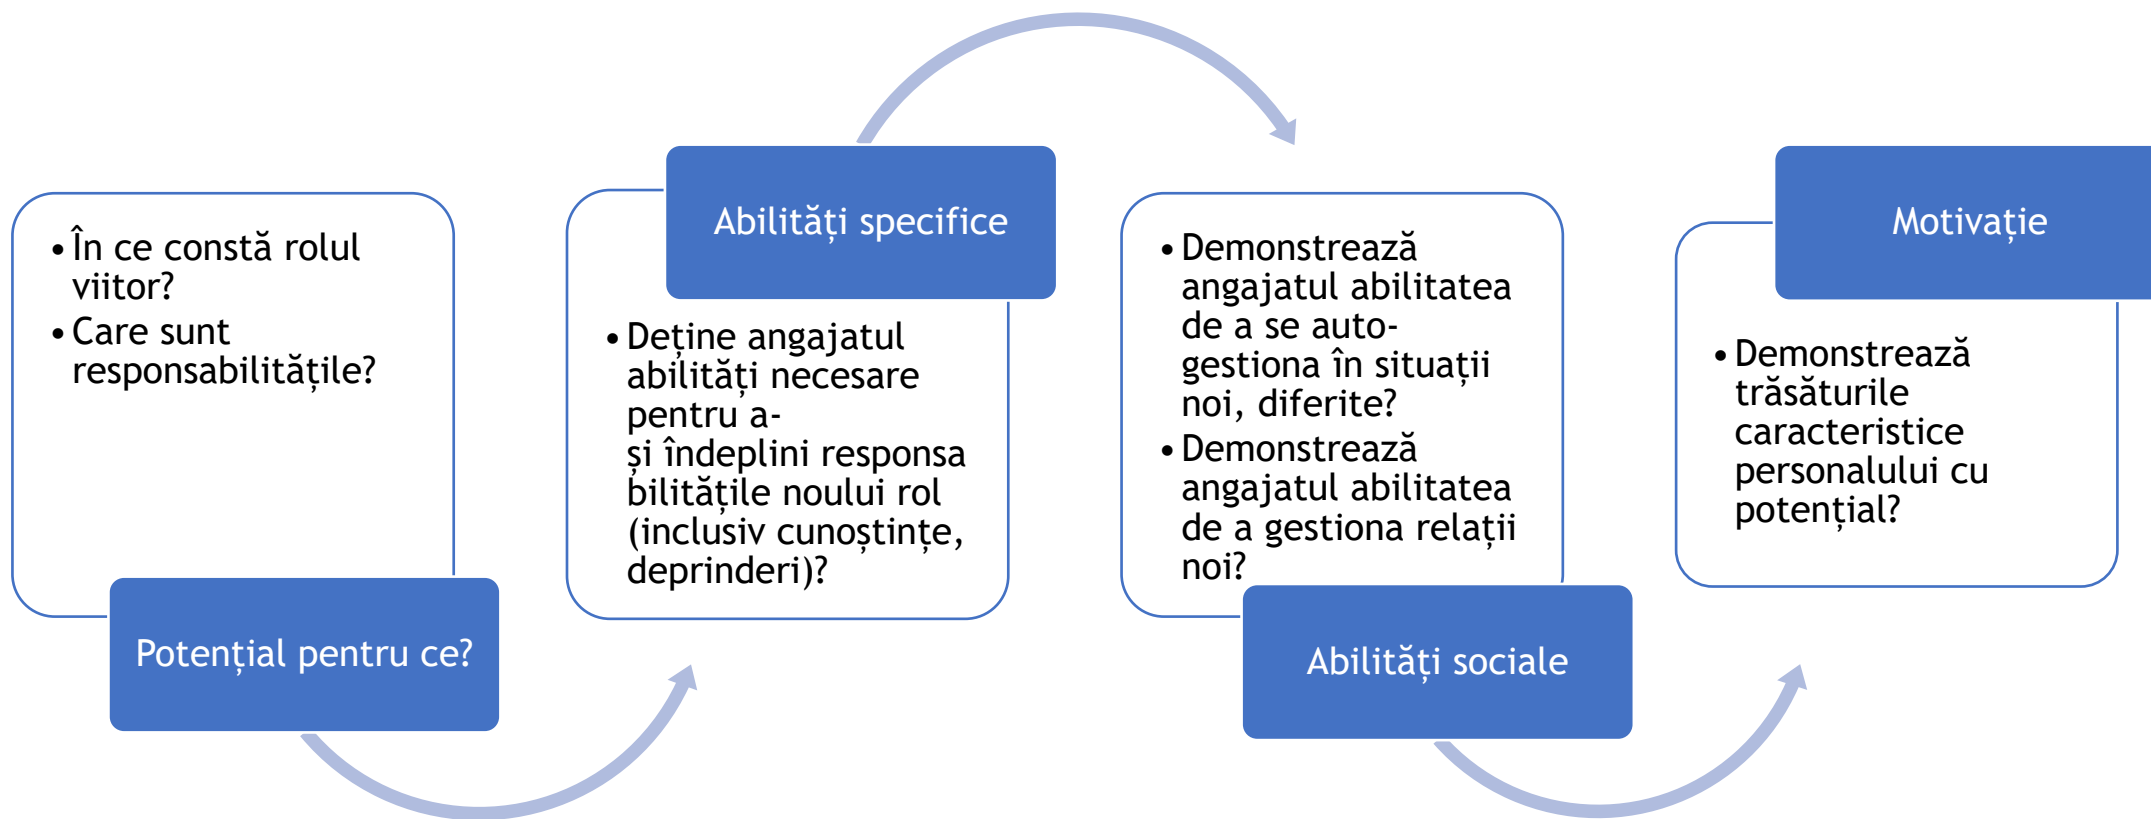 • În ce constă rolul
viitor?
• Care sunt
responsabilitățile?
Potențial pentru ce?
Abilități specifice
• Deține angajatul
abilități necesare
pentru a-
și îndeplini responsa
bilitățile noului rol
(inclusiv cunoștințe,
deprinderi)?
• Demonstrează
angajatul abilitatea
de a se auto-
gestiona în situații
noi, diferite?
• Demonstrează
angajatul abilitatea
de a gestiona relații
noi?
Abilități sociale
Motivație
• Demonstrează
trăsăturile
caracteristice
personalului cu
potențial?